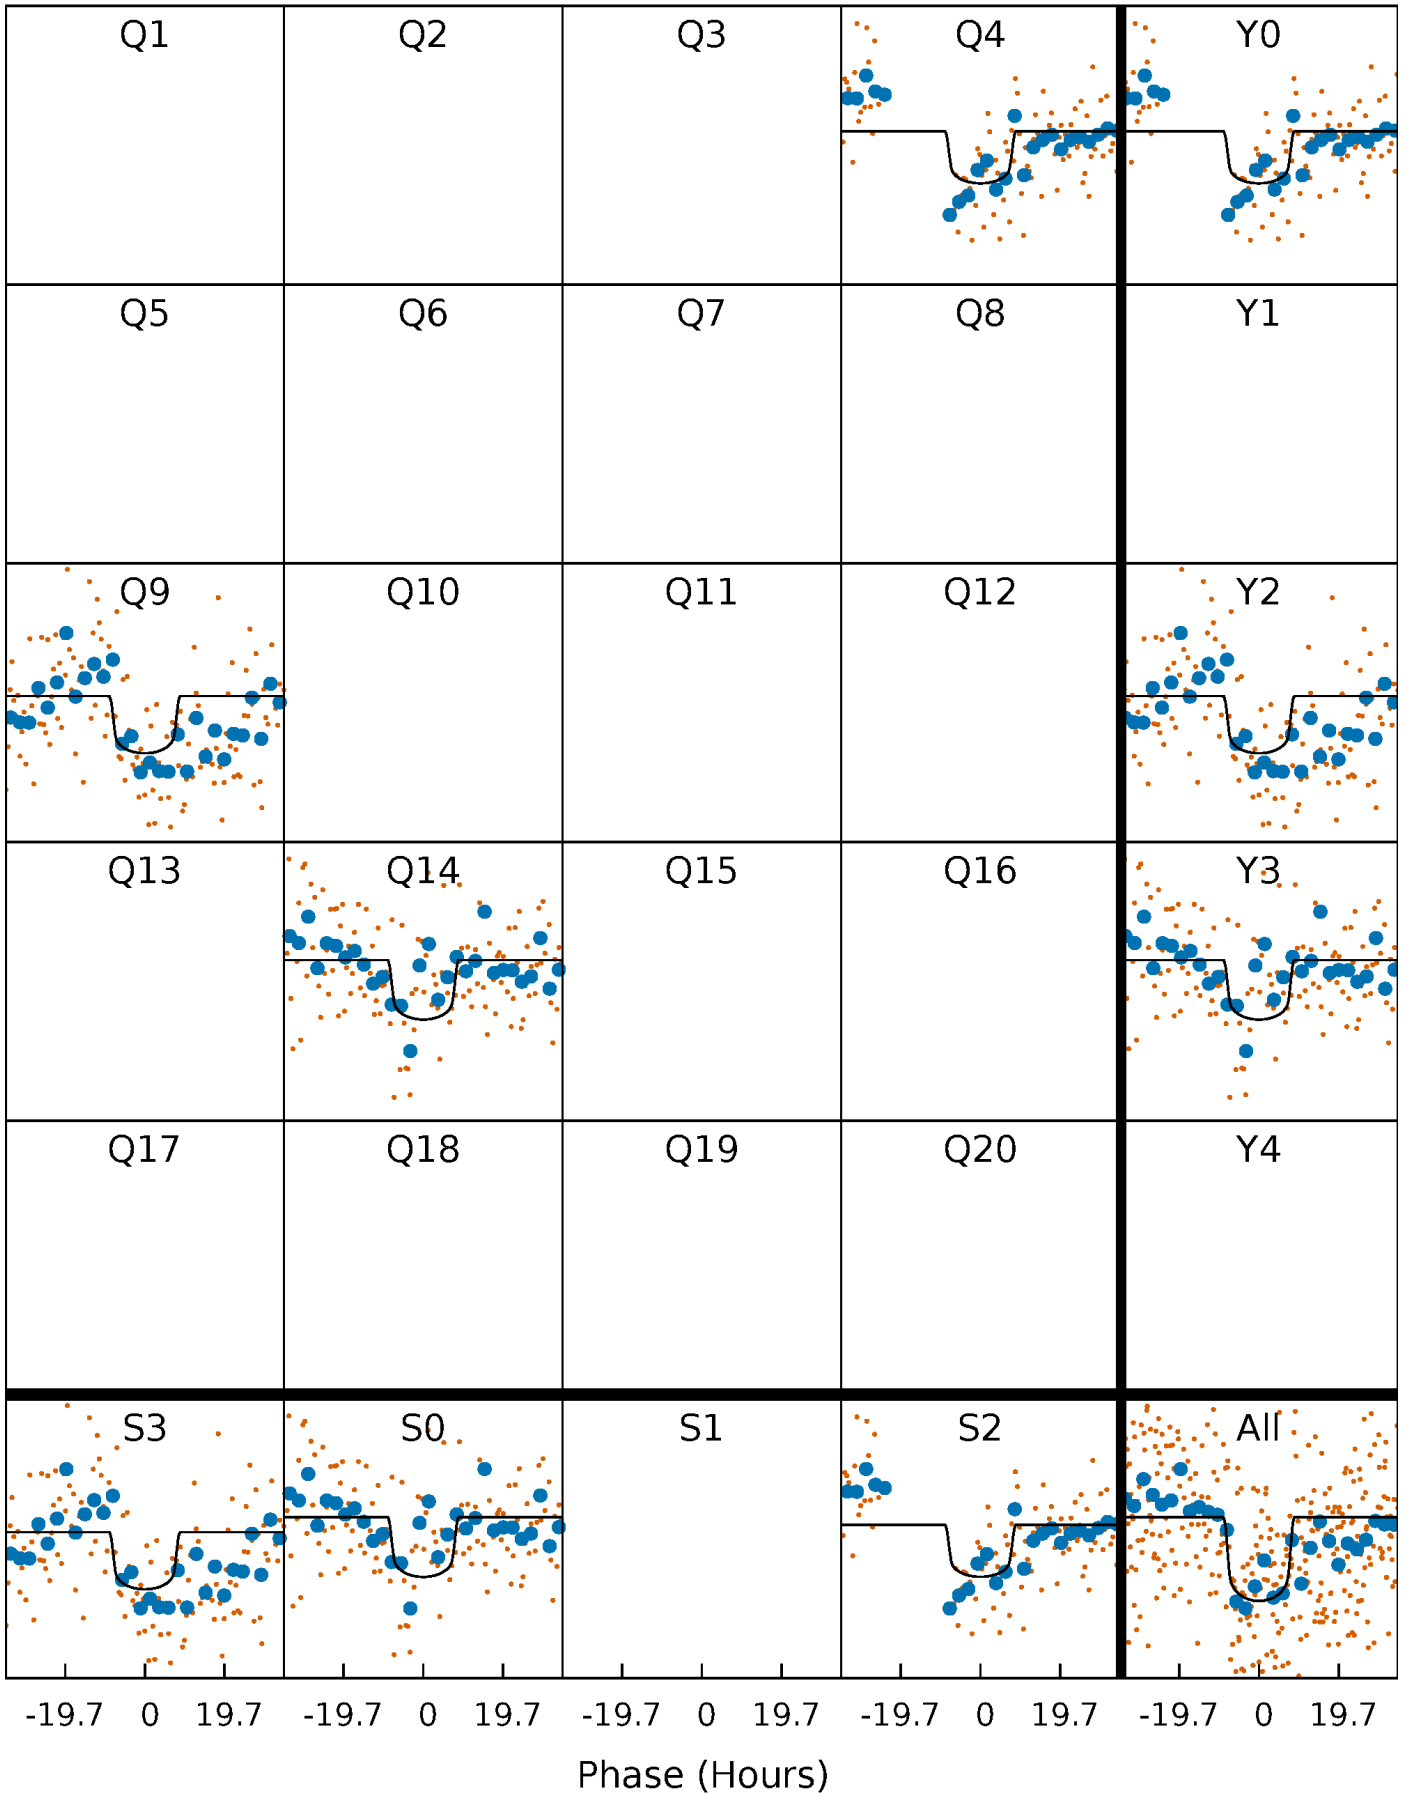 Q1 Q2 Q3 Q4 Y0
Q5 Q6 Q7 Q8 Y1
Q9 Q10 Q11 Q12 Y2
Q13 Q14 Q15 Q16 Y3
Q17 Q18 Q19 Q20 Y4
S3 S0 S1 S2 All
-19.7 0 19.7 -19.7 0 19.7 -19.7 0 19.7 -19.7 0 19.7 -19.7 0 19.7
Phase (Hours)